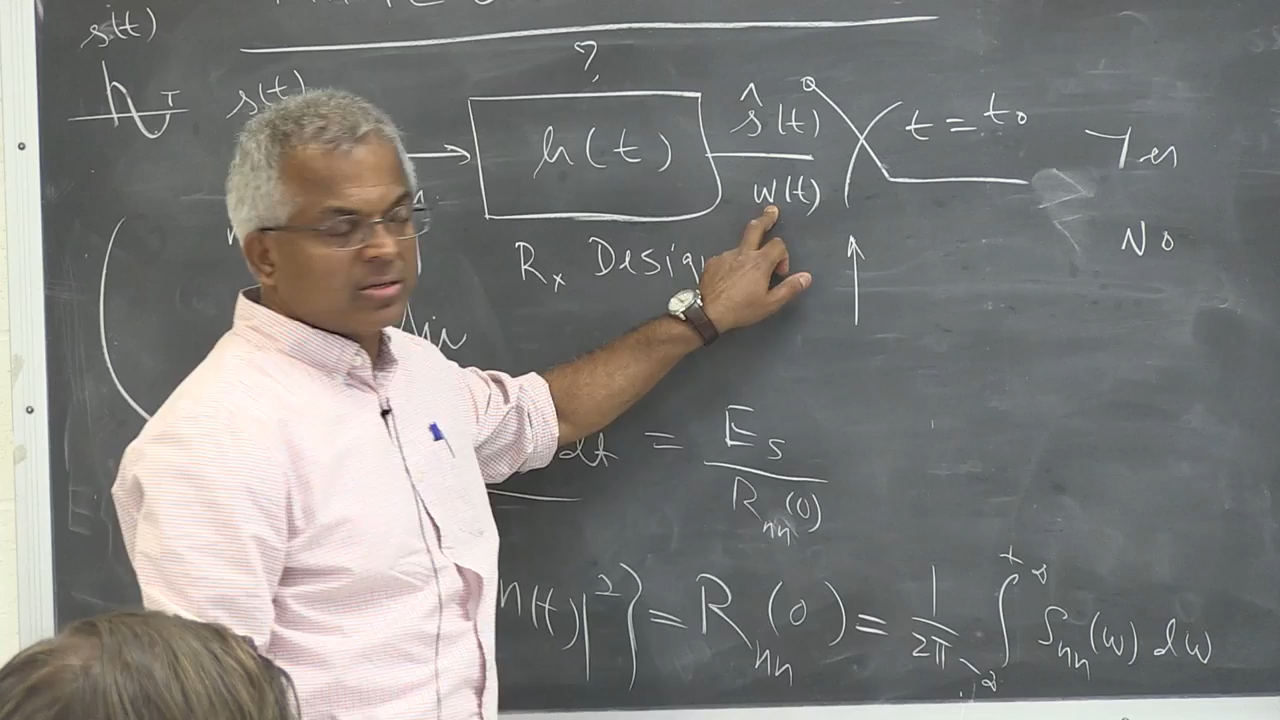 s(t)
T
s(t)
?
h(t)
ŝ(t)
w(t)
t = t₀
Yes
No
Rx Desig
dt = Es / Rnn(0)
n(t)|²} = Rnn(0) = 1/2π ∫ Snn(ω) dω
+∞
-∞